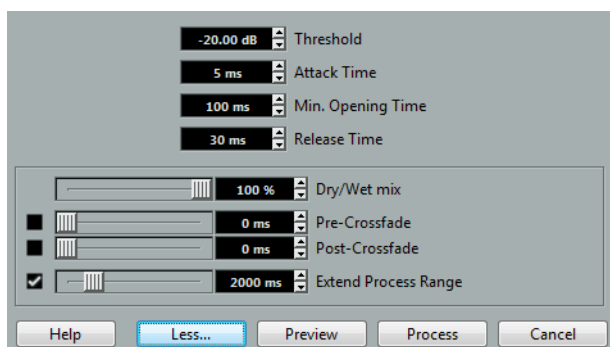 -20.00 dB Threshold
5 ms Attack Time
100 ms Min. Opening Time
30 ms Release Time
100 % Dry/Wet mix
0 ms Pre-Crossfade
0 ms Post-Crossfade
2000 ms Extend Process Range
Help Less... Preview Process Cancel